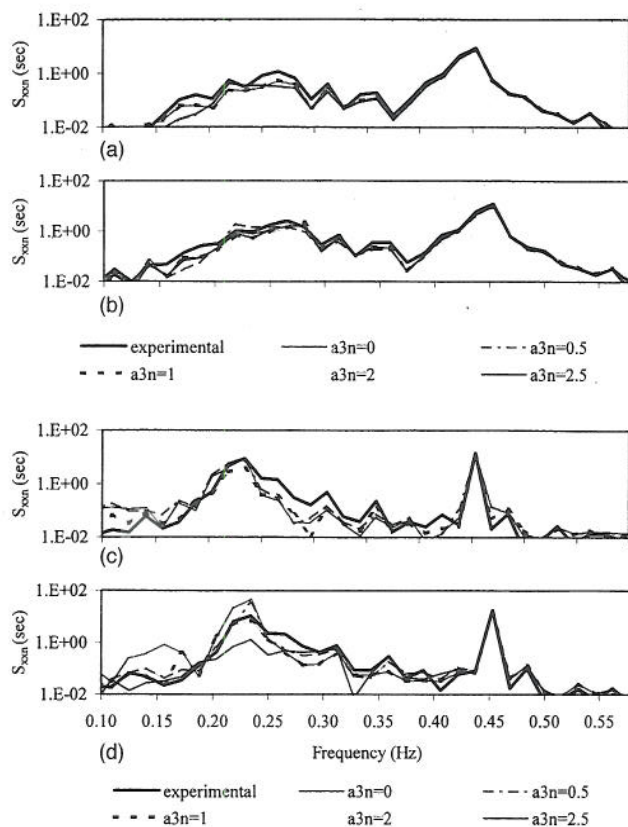 1.E+02
1.E+00
1.E-02
S_xxn (sec)
(a)
1.E+02
1.E+00
1.E-02
S_xxn (sec)
(b)
experimental a3n=0 a3n=0.5
a3n=1 a3n=2 a3n=2.5
1.E+02
1.E+00
1.E-02
S_xxn (sec)
(c)
1.E+02
1.E+00
1.E-02
S_xxn (sec)
0.10 0.15 0.20 0.25 0.30 0.35 0.40 0.45 0.50 0.55
(d)
Frequency (Hz)
experimental a3n=0 a3n=0.5
a3n=1 a3n=2 a3n=2.5